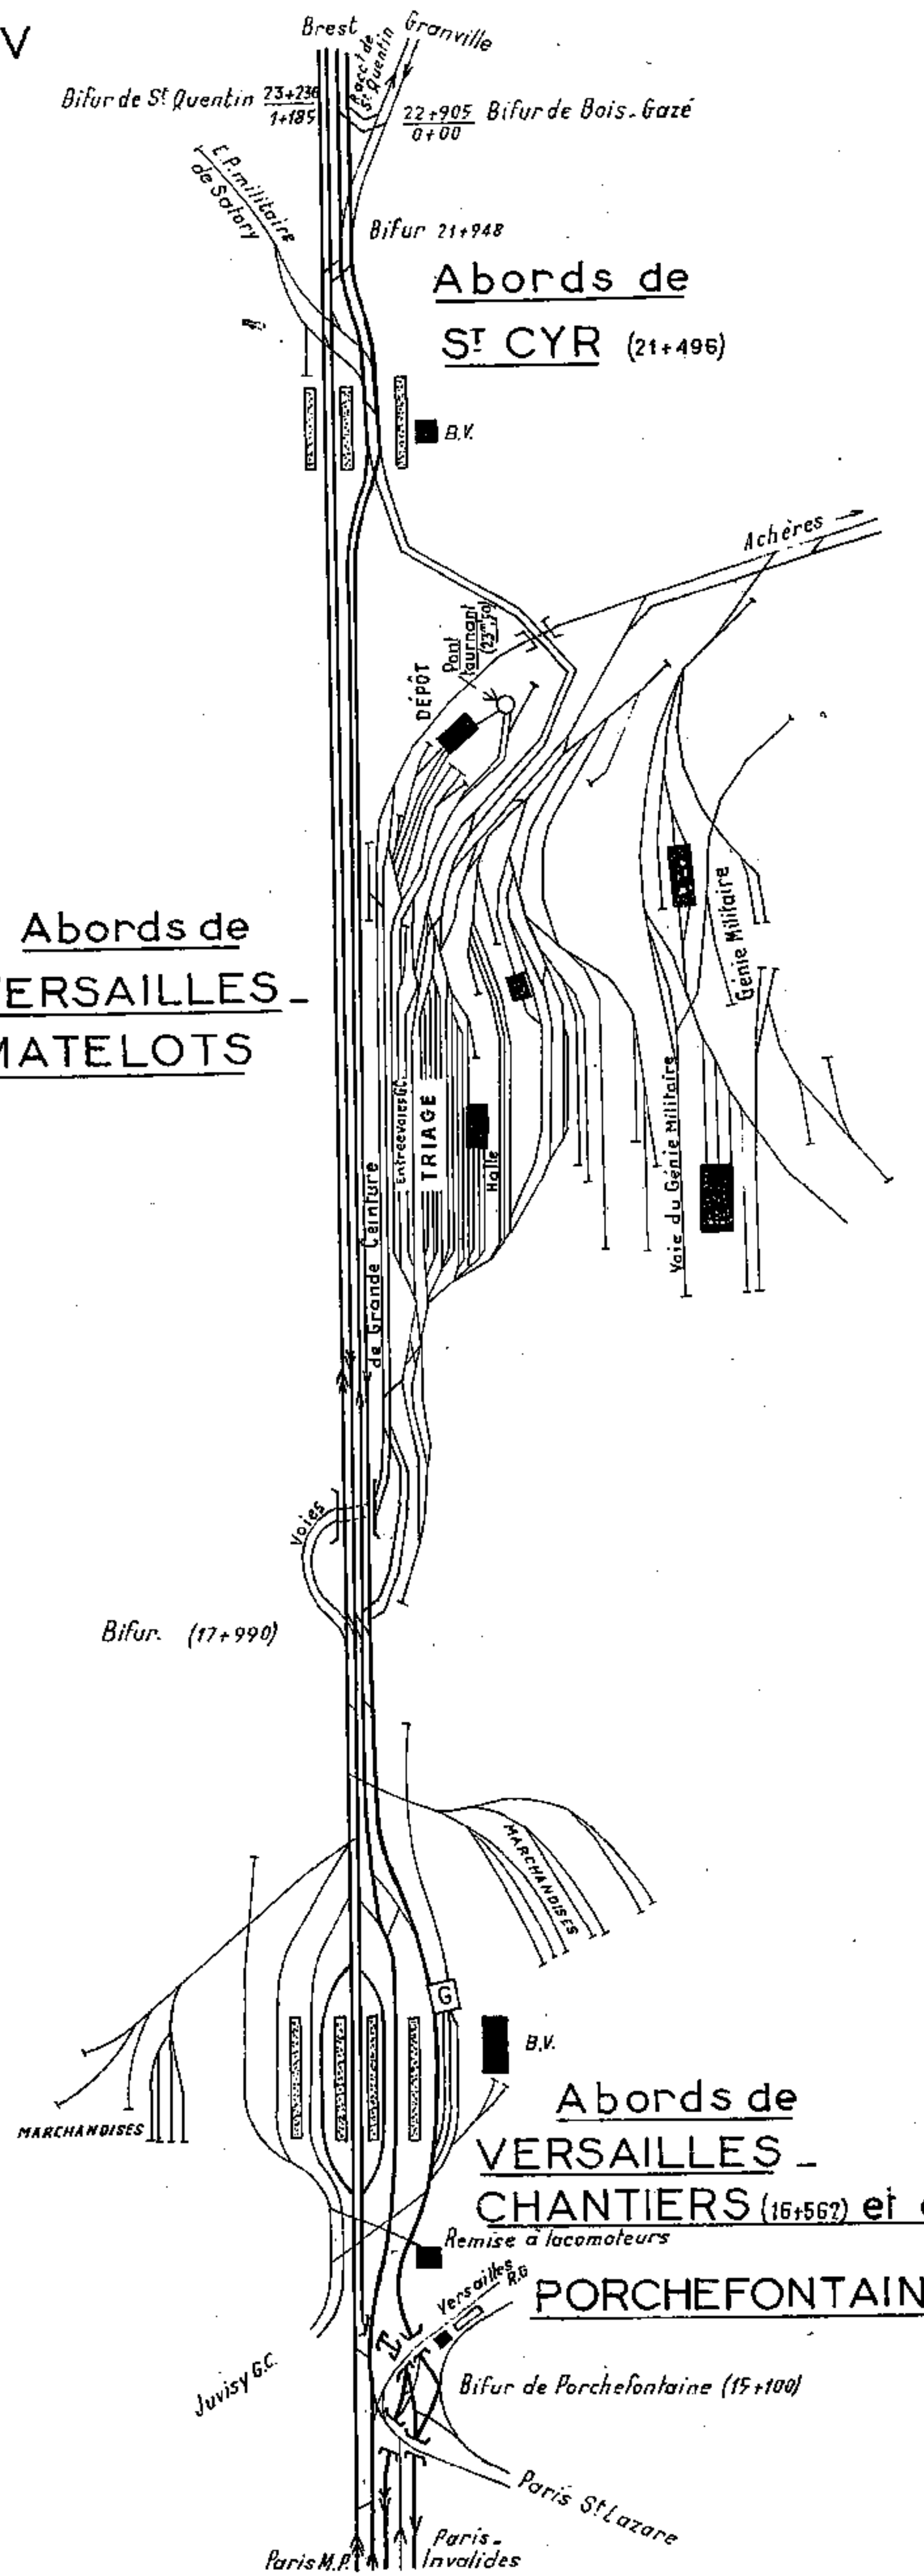 V
Brest
Granville
Racct de
St Quentin
Bifur de St Quentin 23+236
1+185
22+905 Bifur de Bois-Gazé
0+00
E.P. militaire
de Satory
Bifur 21+948
Abords de
ST CYR (21+496)
B.V.
Achères
Pont
tournant
(23m,50)
DÉPÔT
Génie Militaire
Abords de
VERSAILLES_
MATELOTS
Entrée voies G.C.
TRIAGE
Halle
Voie du Génie Militaire
de Grande Ceinture
Voies
Bifur. (17+990)
MARCHANDISES
G
B.V.
MARCHANDISES
Abords de
VERSAILLES_
CHANTIERS (16+562) et
Remise à locomoteurs
Versailles
R.G
PORCHEFONTAIN
Juvisy G.C.
Bifur de Porchefontaine (15+100)
Paris St Lazare
Paris M.P.
Paris-
Invalides